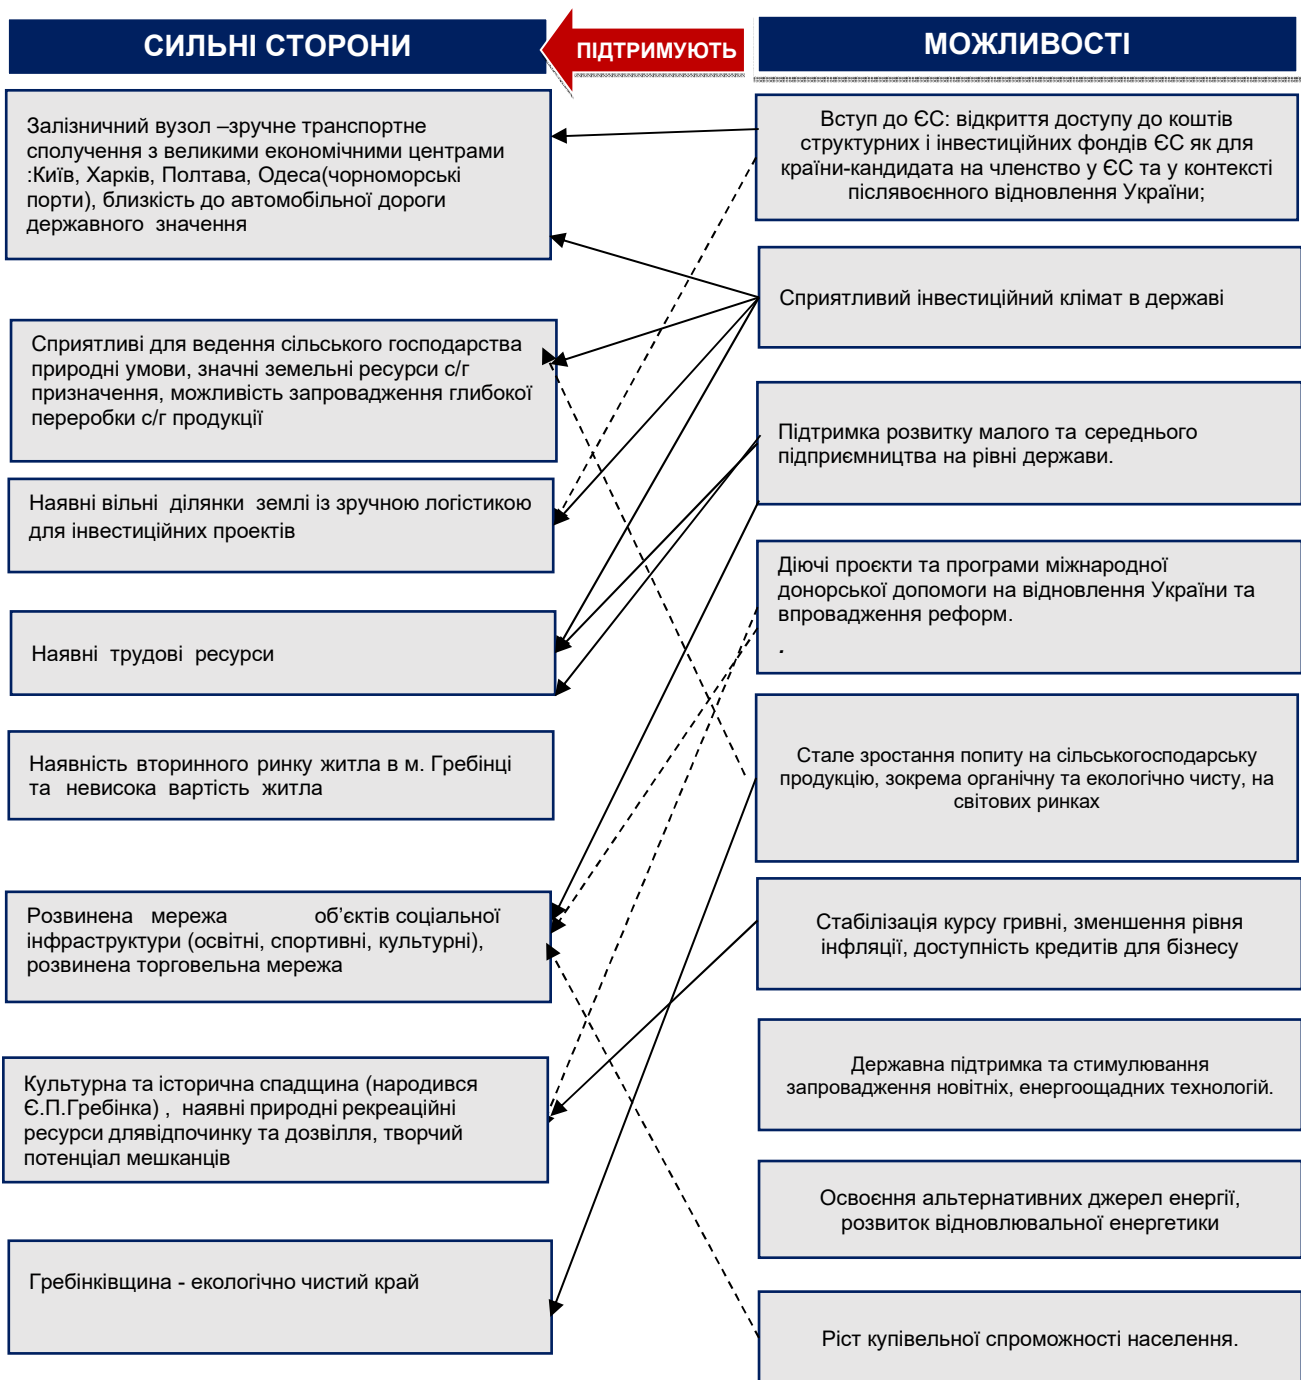 СИЛЬНІ СТОРОНИ
ПІДТРИМУЮТЬ
МОЖЛИВОСТІ
Залізничний вузол –зручне транспортне
сполучення з великими економічними центрами
:Київ, Харків, Полтава, Одеса(чорноморські
порти), близкість до автомобільної дороги
державного значення
Сприятливі для ведення сільського господарства
природні умови, значні земельні ресурси с/г
призначення, можливість запровадження глибокої
переробки с/г продукції
Наявні вільні ділянки землі із зручною логістикою
для інвестиційних проектів
Наявні трудові ресурси
Наявність вторинного ринку житла в м. Гребінці
та невисока вартість житла
Розвинена мережа об’єктів соціальної
інфраструктури (освітні, спортивні, культурні),
розвинена торговельна мережа
Культурна та історична спадщина (народився
Є.П.Гребінка) , наявні природні рекреаційні
ресурси длявідпочинку та дозвілля, творчий
потенціал мешканців
Гребінківщина - екологічно чистий край
Вступ до ЄС: відкриття доступу до коштів
структурних і інвестиційних фондів ЄС як для
країни-кандидата на членство у ЄС та у контексті
післявоєнного відновлення України;
Сприятливий інвестиційний клімат в державі
Підтримка розвитку малого та середнього
підприємництва на рівні держави.
Діючі проєкти та програми міжнародної
донорської допомоги на відновлення України та
впровадження реформ.
.
Стале зростання попиту на сільськогосподарську
продукцію, зокрема органічну та екологічно чисту, на
світових ринках
Стабілізація курсу гривні, зменшення рівня
інфляції, доступність кредитів для бізнесу
Державна підтримка та стимулювання
запровадження новітніх, енергоощадних технологій.
Освоєння альтернативних джерел енергії,
розвиток відновлювальної енергетики
Ріст купівельної спроможності населення.